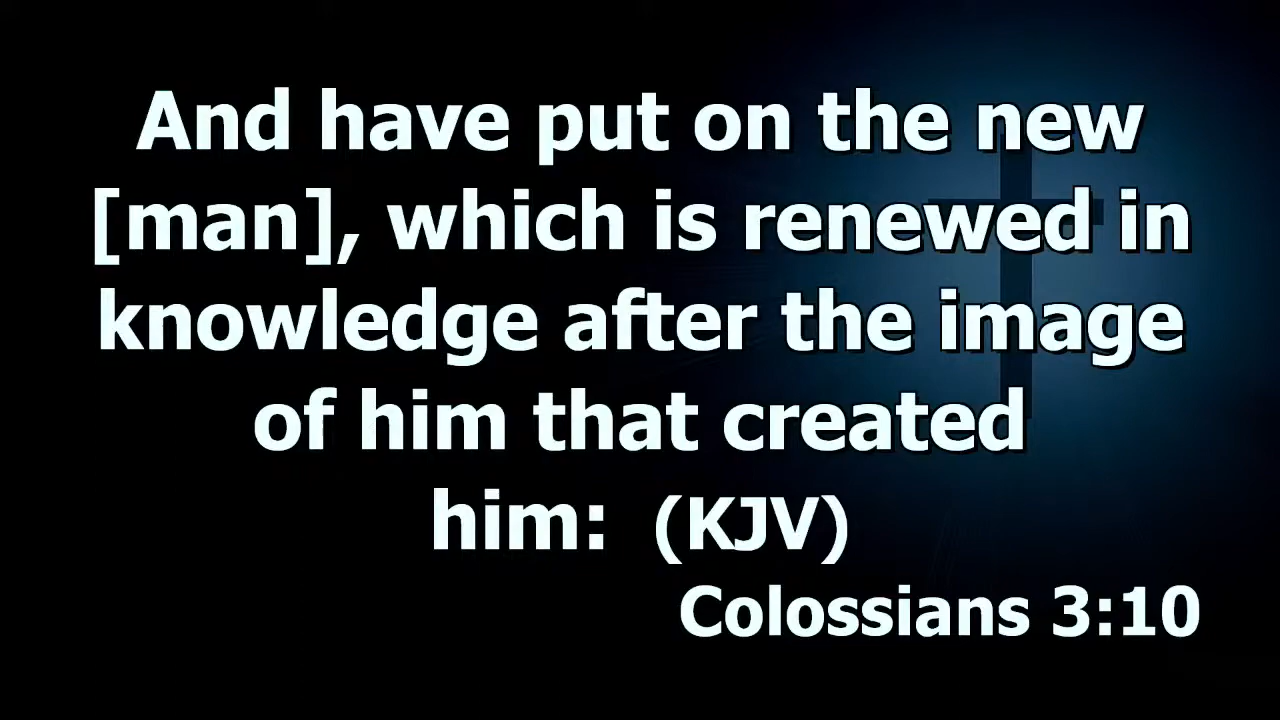 And have put on the new
[man], which is renewed in
knowledge after the image
of him that created
him: (KJV)
Colossians 3:10